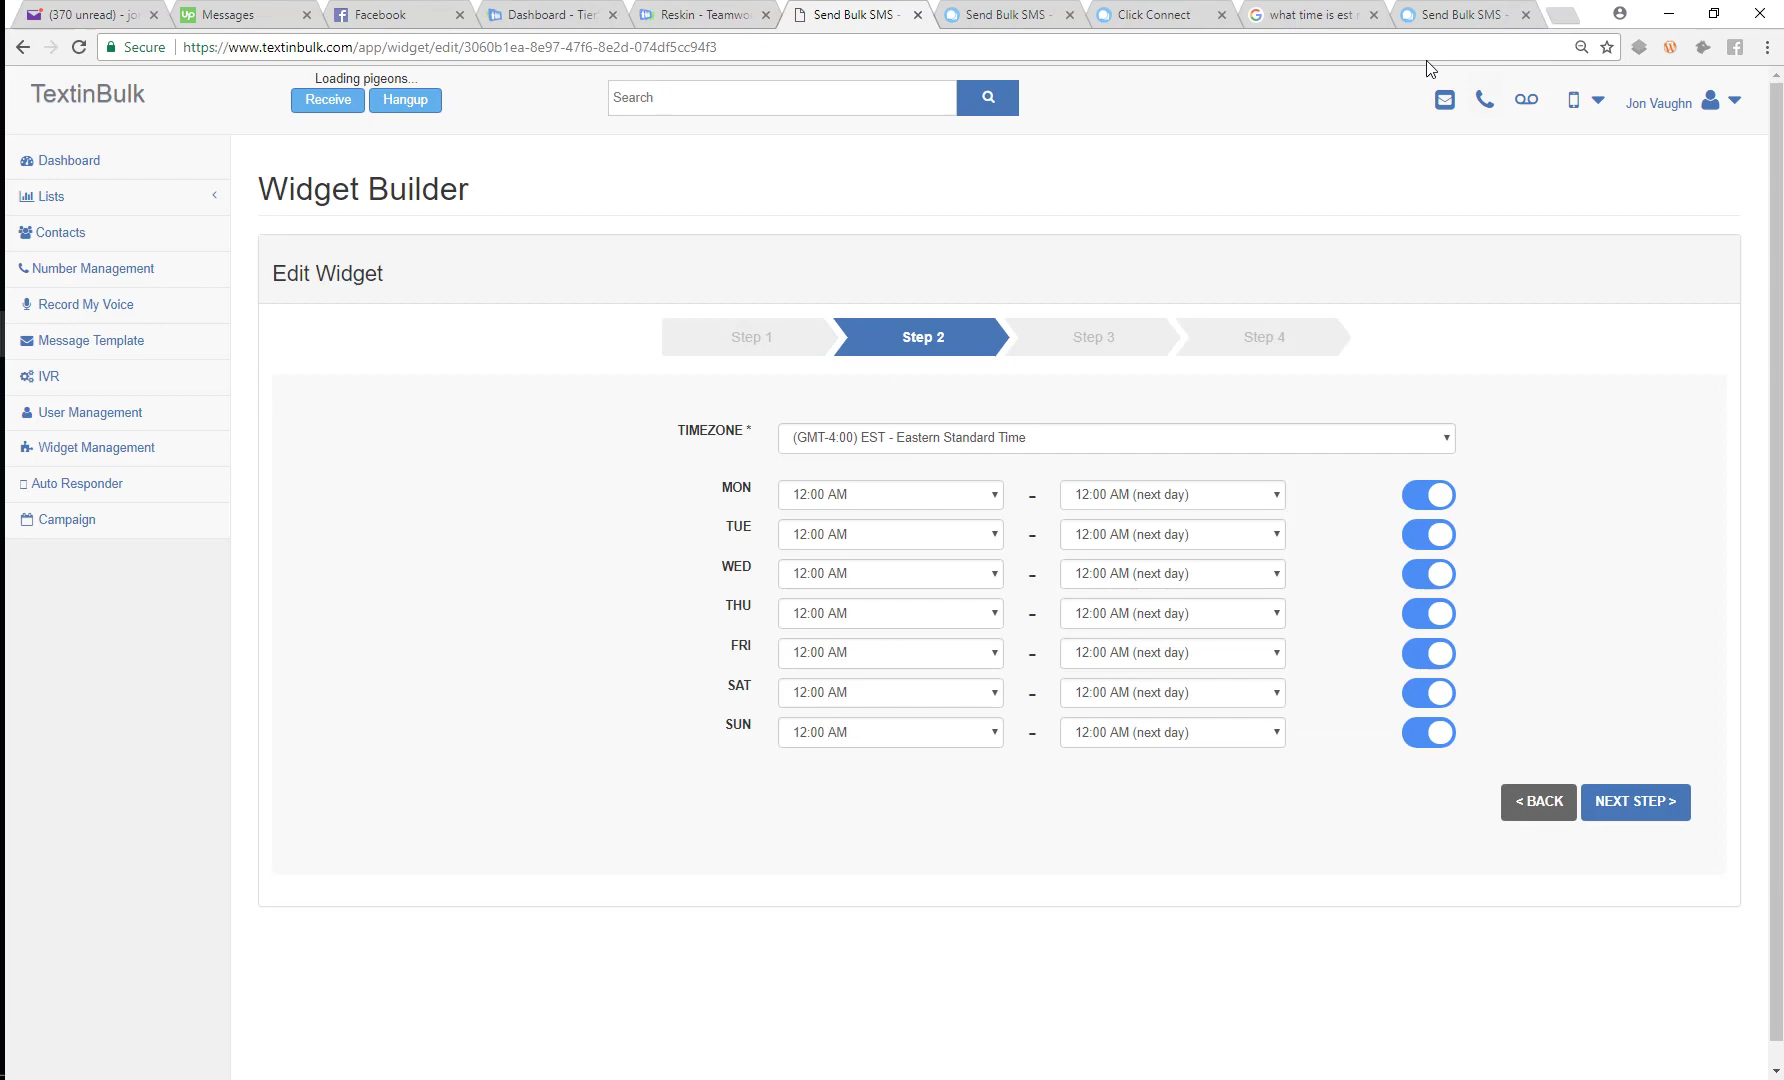 (370 unread) - jo
Messages
Facebook
Dashboard - Tier
Reskin - Teamwo
Send Bulk SMS -
Send Bulk SMS -
Click Connect
what time is est
Send Bulk SMS -
Secure
https://www.textinbulk.com/app/widget/edit/3060b1ea-8e97-47f6-8e2d-074df5cc94f3
TextinBulk
Loading pigeons...
Receive
Hangup
Search
Jon Vaughn
Dashboard
Lists
Contacts
Number Management
Record My Voice
Message Template
IVR
User Management
Widget Management
Auto Responder
Campaign
Widget Builder
Edit Widget
Step 1
Step 2
Step 3
Step 4
TIMEZONE *
(GMT-4:00) EST - Eastern Standard Time
MON 12:00 AM - 12:00 AM (next day)
TUE 12:00 AM - 12:00 AM (next day)
WED 12:00 AM - 12:00 AM (next day)
THU 12:00 AM - 12:00 AM (next day)
FRI 12:00 AM - 12:00 AM (next day)
SAT 12:00 AM - 12:00 AM (next day)
SUN 12:00 AM - 12:00 AM (next day)
< BACK
NEXT STEP >